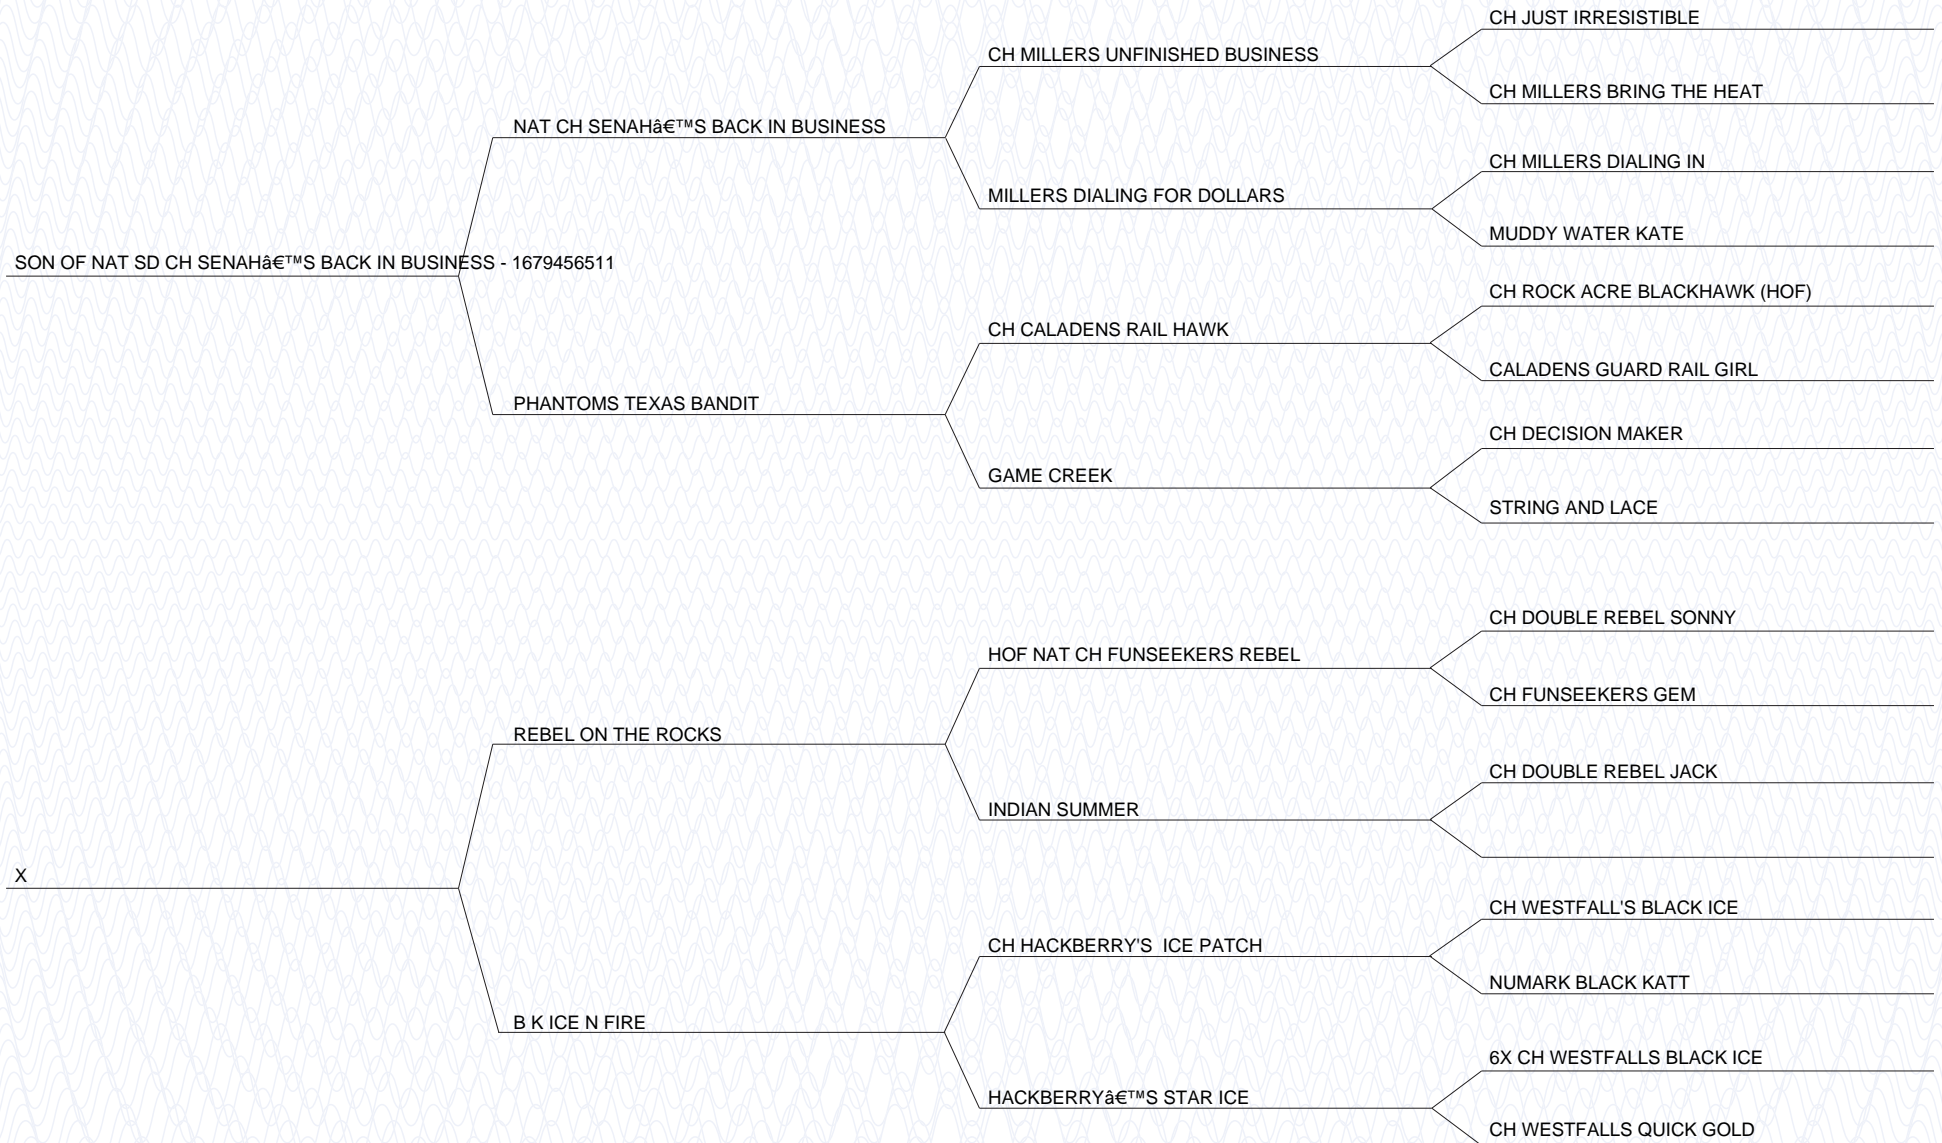 CH JUST IRRESISTIBLE
CH MILLERS UNFINISHED BUSINESS
CH MILLERS BRING THE HEAT
NAT CH SENAHâ€™S BACK IN BUSINESS
CH MILLERS DIALING IN
MILLERS DIALING FOR DOLLARS
MUDDY WATER KATE
SON OF NAT SD CH SENAHâ€™S BACK IN BUSINESS - 1679456511
CH ROCK ACRE BLACKHAWK (HOF)
CH CALADENS RAIL HAWK
CALADENS GUARD RAIL GIRL
PHANTOMS TEXAS BANDIT
CH DECISION MAKER
GAME CREEK
STRING AND LACE
CH DOUBLE REBEL SONNY
HOF NAT CH FUNSEEKERS REBEL
CH FUNSEEKERS GEM
REBEL ON THE ROCKS
CH DOUBLE REBEL JACK
INDIAN SUMMER
X
CH WESTFALL'S BLACK ICE
CH HACKBERRY'S  ICE PATCH
NUMARK BLACK KATT
B K ICE N FIRE
6X CH WESTFALLS BLACK ICE
HACKBERRYâ€™S STAR ICE
CH WESTFALLS QUICK GOLD